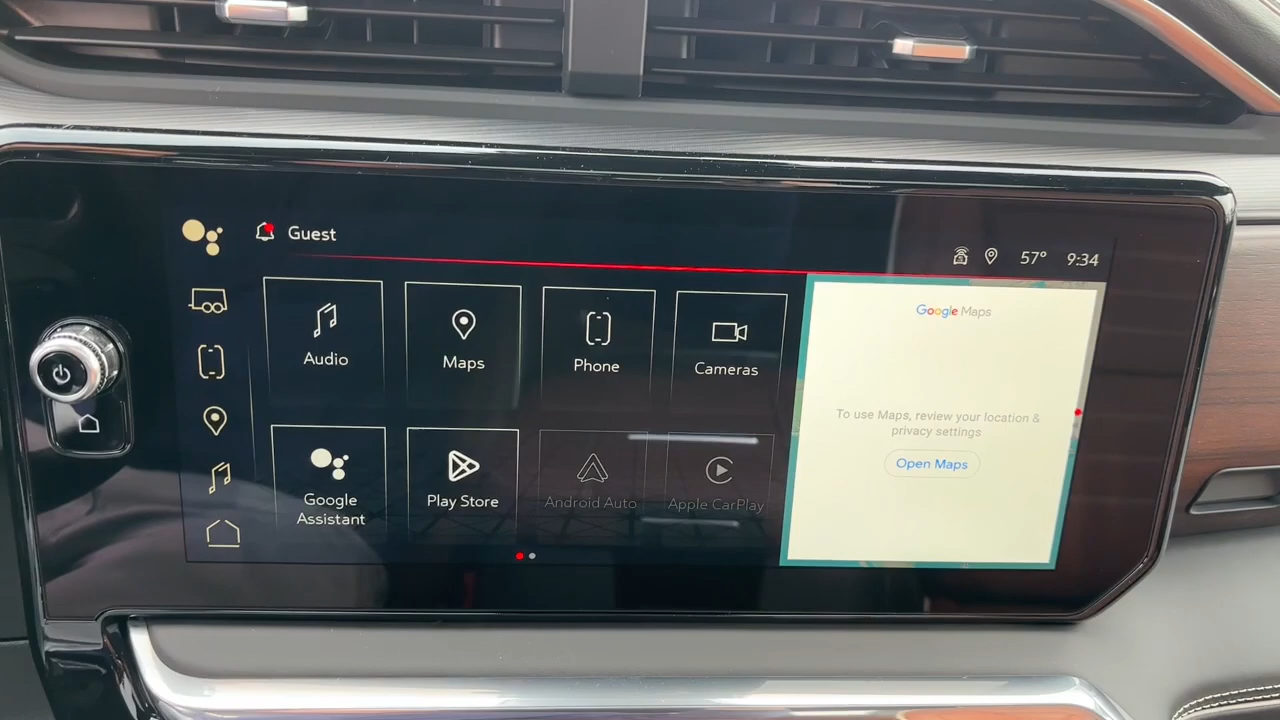 Guest
57° 9:34
Audio
Maps
Phone
Cameras
Google
Assistant
Play Store
Android Auto
Apple CarPlay
Google Maps
To use Maps, review your location &
privacy settings
Open Maps